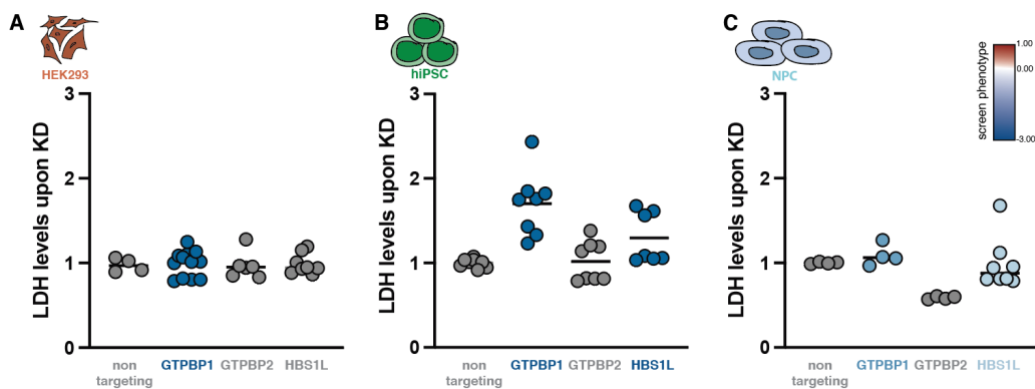 A
HEK293
LDH levels upon KD
3
2
1
0
non
targeting
GTPBP1
GTPBP2
HBS1L
B
hiPSC
LDH levels upon KD
3
2
1
0
non
targeting
GTPBP1
GTPBP2
HBS1L
C
NPC
LDH levels upon KD
3
2
1
0
non
targeting
GTPBP1
GTPBP2
HBS1L
screen phenotype
1.00
0.00
-3.00